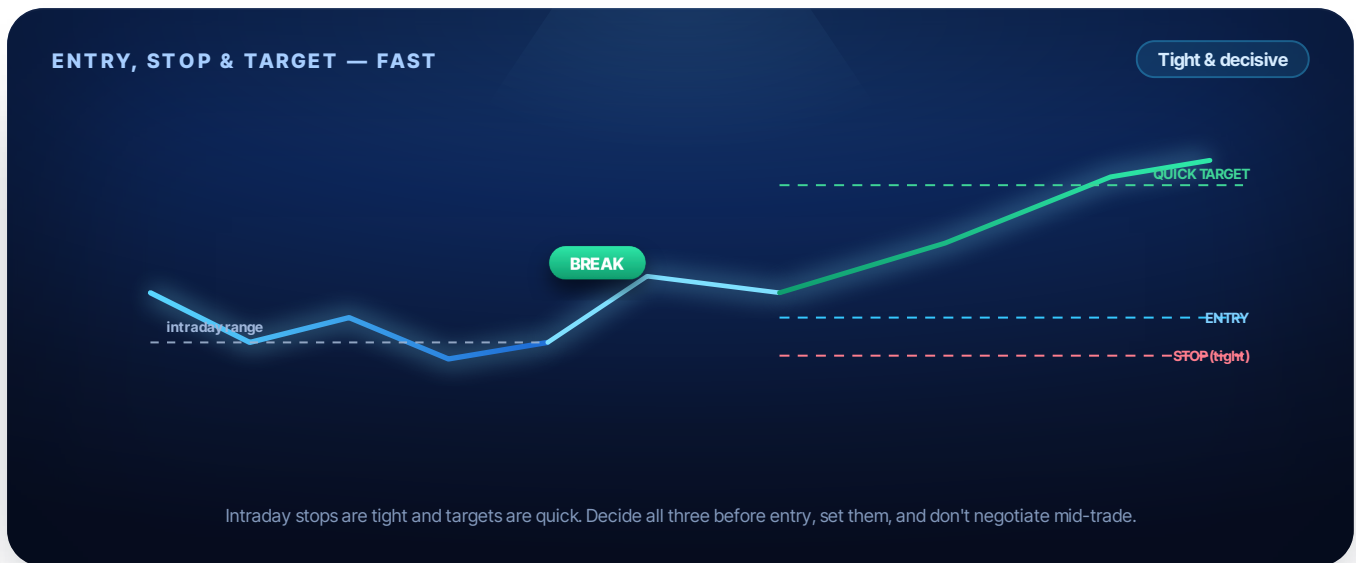 ENTRY, STOP & TARGET — FAST
Tight & decisive
QUICK TARGET
BREAK
intraday range
ENTRY
STOP (tight)
Intraday stops are tight and targets are quick. Decide all three before entry, set them, and don't negotiate mid-trade.